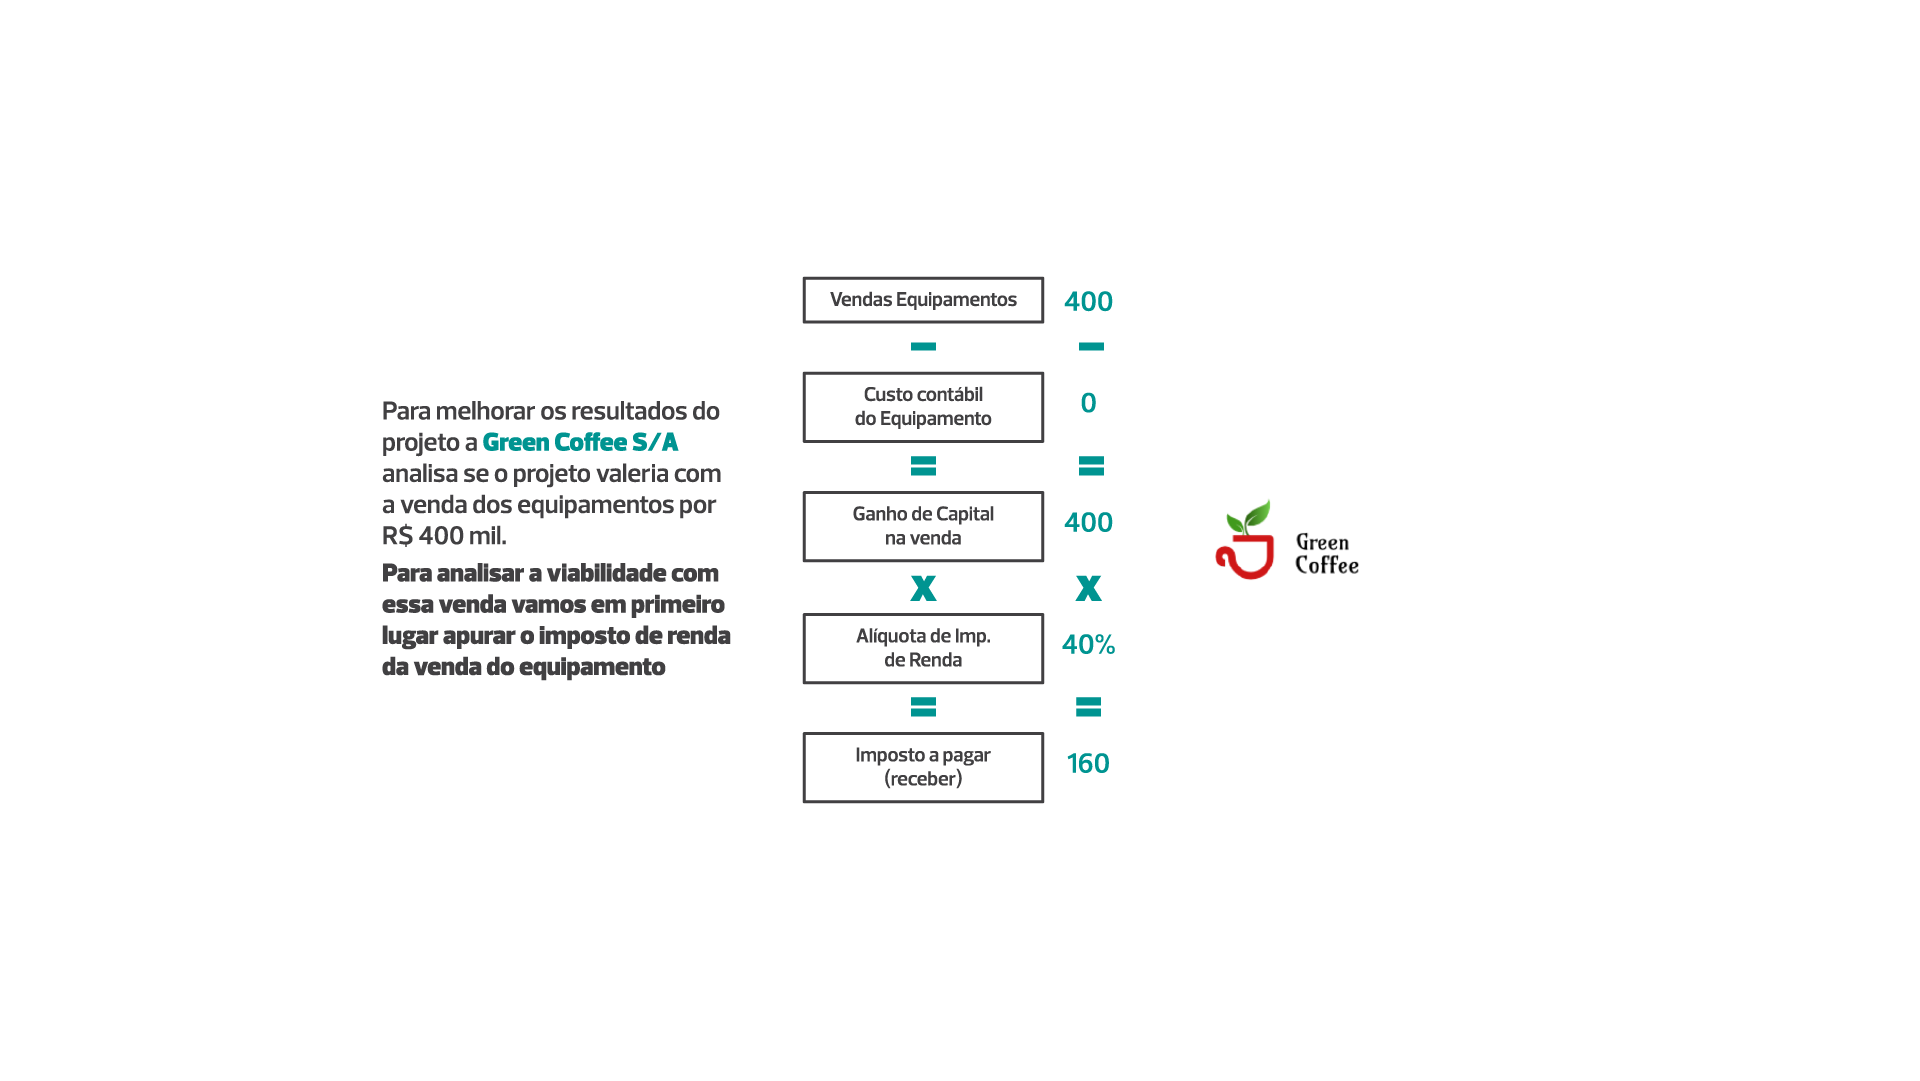 Para melhorar os resultados do
projeto a Green Coffee S/A
analisa se o projeto valeria com
a venda dos equipamentos por
R$ 400 mil.
Para analisar a viabilidade com
essa venda vamos em primeiro
lugar apurar o imposto de renda
da venda do equipamento
Vendas Equipamentos 400
– –
Custo contábil
do Equipamento 0
= =
Ganho de Capital
na venda 400
x x
Alíquota de Imp.
de Renda 40%
= =
Imposto a pagar
(receber) 160
Green
Coffee